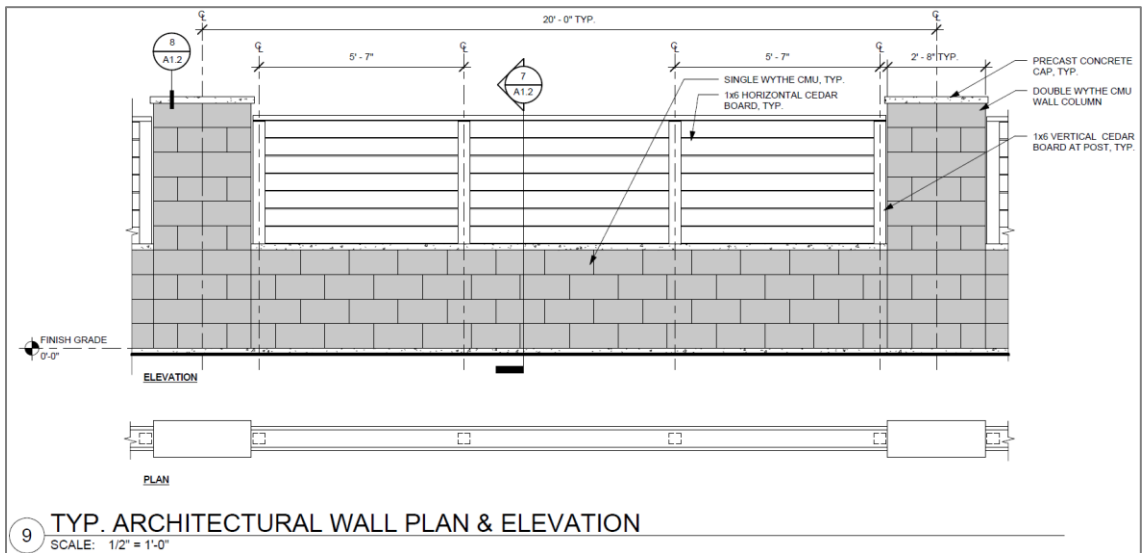 20' - 0" TYP.
8
A1.2
5' - 7"
7
A1.2
5' - 7"
2' - 8" TYP.
SINGLE WYTHE CMU, TYP.
1x6 HORIZONTAL CEDAR
BOARD, TYP.
PRECAST CONCRETE
CAP, TYP.
DOUBLE WYTHE CMU
WALL COLUMN
1x6 VERTICAL CEDAR
BOARD AT POST, TYP.
FINISH GRADE
0'-0"
ELEVATION
PLAN
9
TYP. ARCHITECTURAL WALL PLAN & ELEVATION
SCALE: 1/2" = 1'-0"